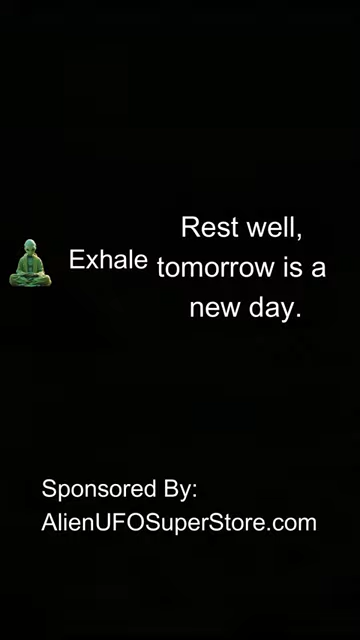 Exhale
Rest well,
tomorrow is a
new day.
Sponsored By:
AlienUFOSuperStore.com